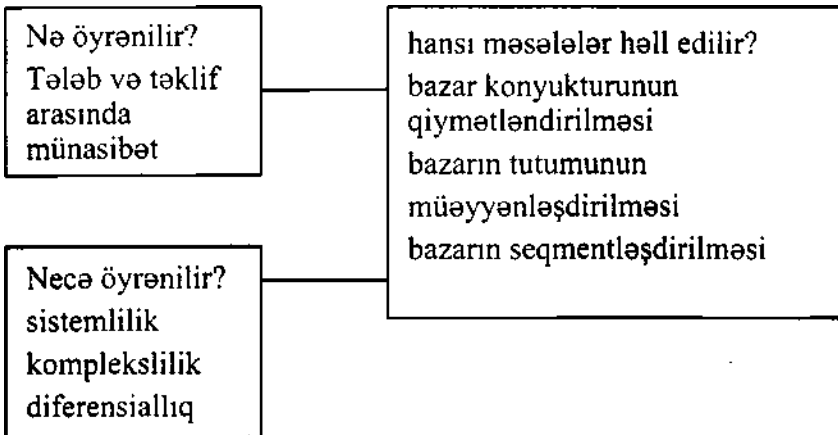 Nə öyrənilir?
Tələb və təklif
arasında
münasibət
hansı məsələlər həll edilir?
bazar konyukturunun
qiymətləndirilməsi
bazarın tutumunun
müəyyənləşdirilməsi
bazarın seqmentləşdirilməsi
Necə öyrənilir?
sistemlilik
komplekslilik
diferensiallıq